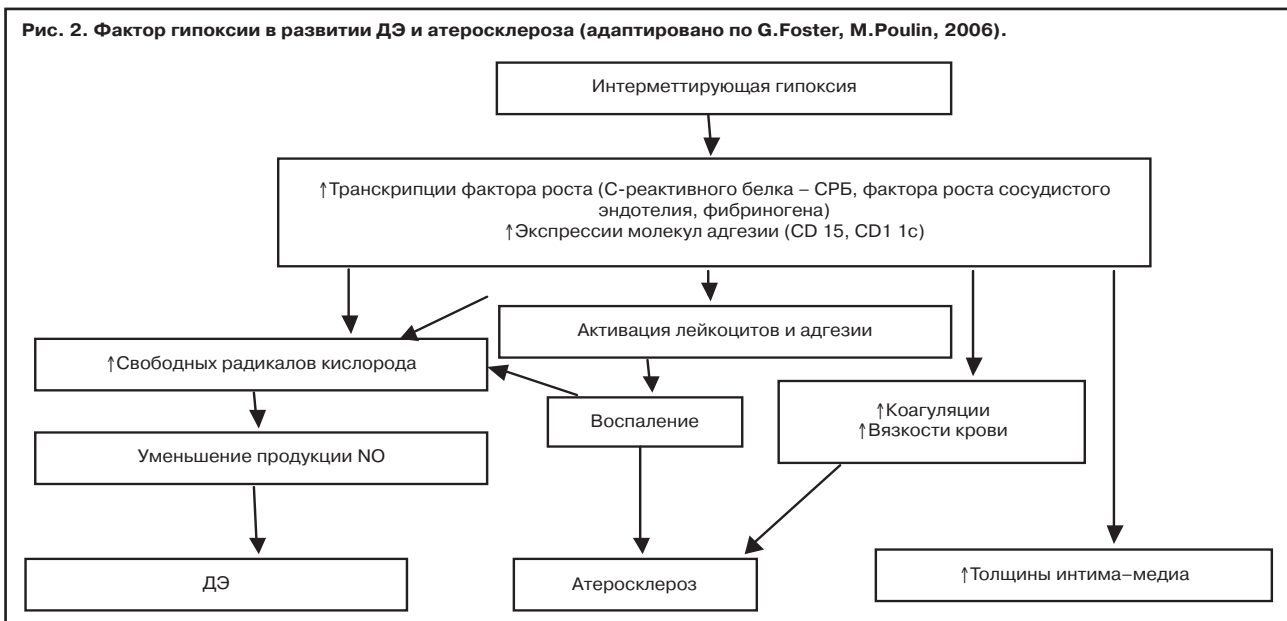 Рис. 2. Фактор гипоксии в развитии ДЭ и атеросклероза (адаптировано по G.Foster, M.Poulin, 2006).
Интерметтирующая гипоксия
↑Транскрипции фактора роста (С-реактивного белка – СРБ, фактора роста сосудистого
эндотелия, фибриногена)
↑Экспрессии молекул адгезии (CD 15, CD1 1c)
Активация лейкоцитов и адгезии
↑Свободных радикалов кислорода
Воспаление
↑Коагуляции
↑Вязкости крови
Уменьшение продукции NO
ДЭ
Атеросклероз
↑Толщины интима–медиа